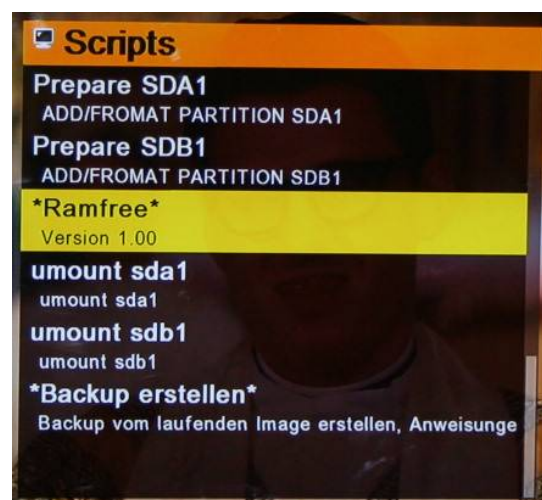 Scripts
Prepare SDA1
ADD/FROMAT PARTITION SDA1
Prepare SDB1
ADD/FROMAT PARTITION SDB1
*Ramfree*
Version 1.00
umount sda1
umount sda1
umount sdb1
umount sdb1
*Backup erstellen*
Backup vom laufenden Image erstellen, Anweisunge